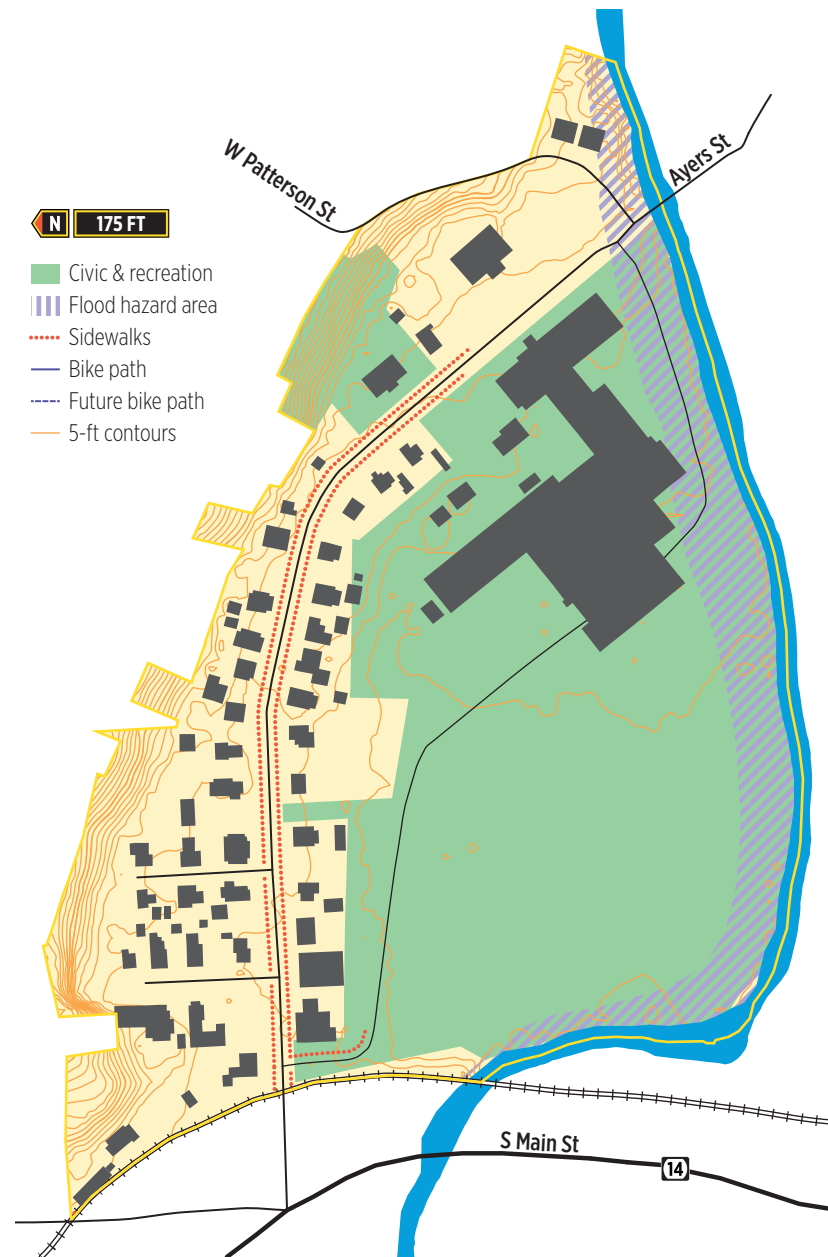 W Patterson St
Ayers St
N 175 FT
Civic & recreation
Flood hazard area
Sidewalks
Bike path
Future bike path
5-ft contours
S Main St
14